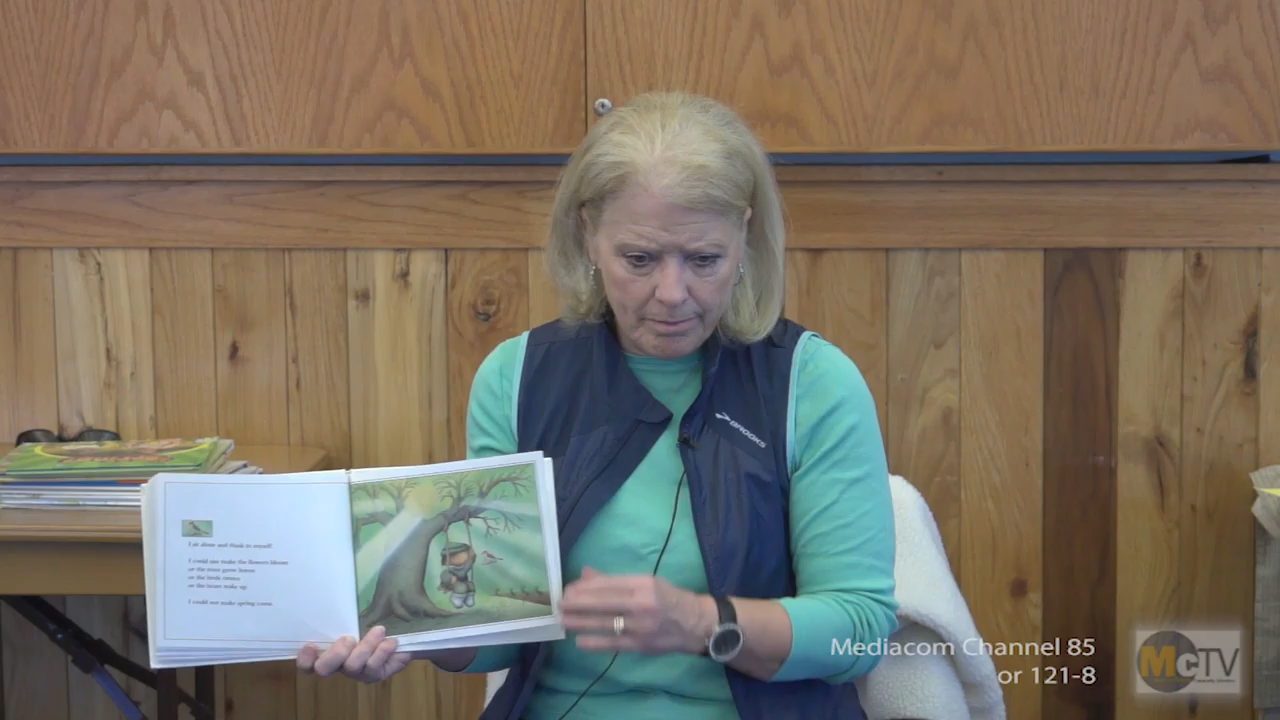 I sit alone and think to myself:
I could not make the flowers bloom
or the trees grow leaves
or the birds return
or the bears wake up.
I could not make spring come.
BROOKS
Mediacom Channel 85
or 121-8
McTV